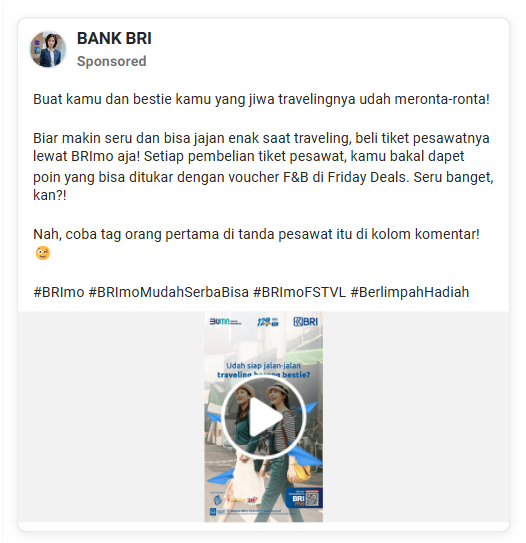 BANK BRI
Sponsored
Buat kamu dan bestie kamu yang jiwa travelingnya udah meronta-ronta!
Biar makin seru dan bisa jajan enak saat traveling, beli tiket pesawatnya
lewat BRImo aja! Setiap pembelian tiket pesawat, kamu bakal dapet
poin yang bisa ditukar dengan voucher F&B di Friday Deals. Seru banget,
kan?!
Nah, coba tag orang pertama di tanda pesawat itu di kolom komentar!
😉
#BRImo #BRImoMudahSerbaBisa #BRImoFSTVL #BerlimpahHadiah
BUMN
129
BRI
Udah siap jalan-jalan
traveling bareng bestie?
BRI
mo